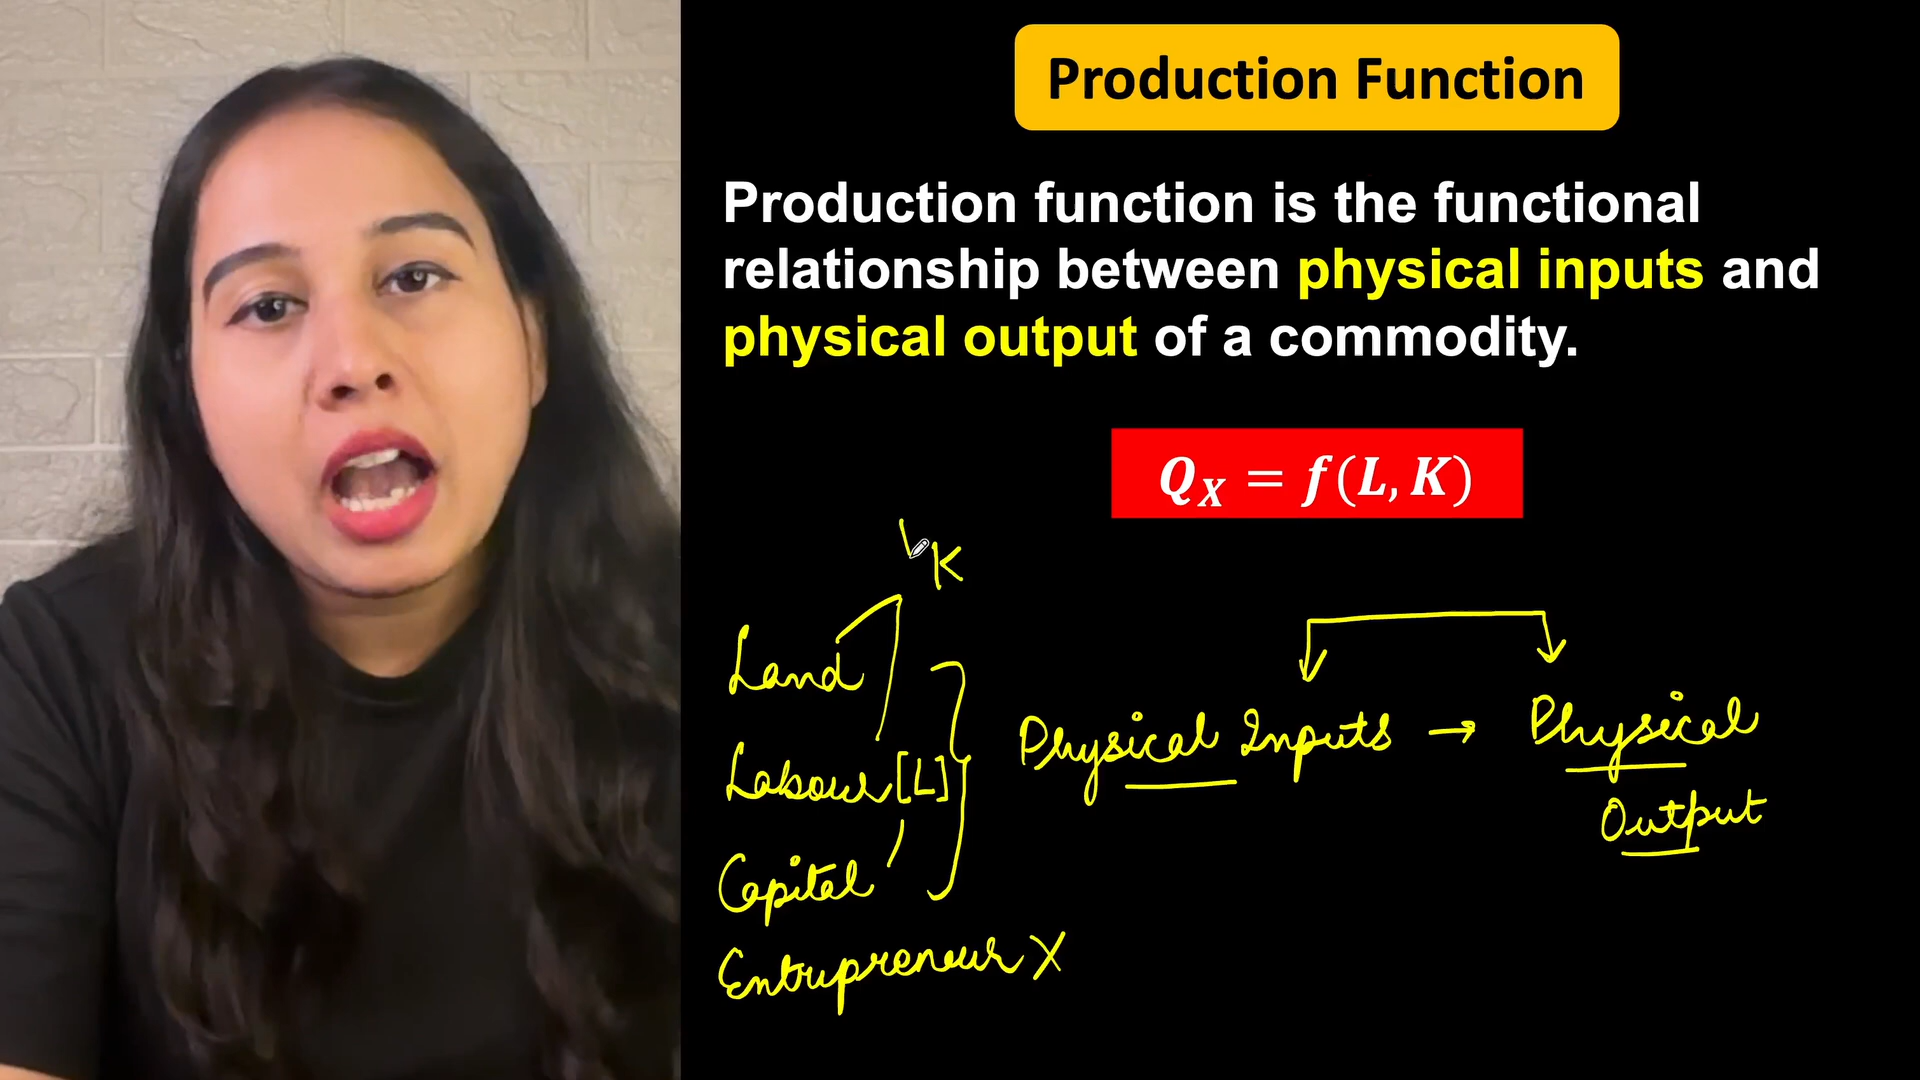 Production Function
Production function is the functional
relationship between physical inputs and
physical output of a commodity.
Q_X = f(L, K)
K
Land
Labour [L]
Capital
Entrepreneur X
Physical Inputs → Physical
Output